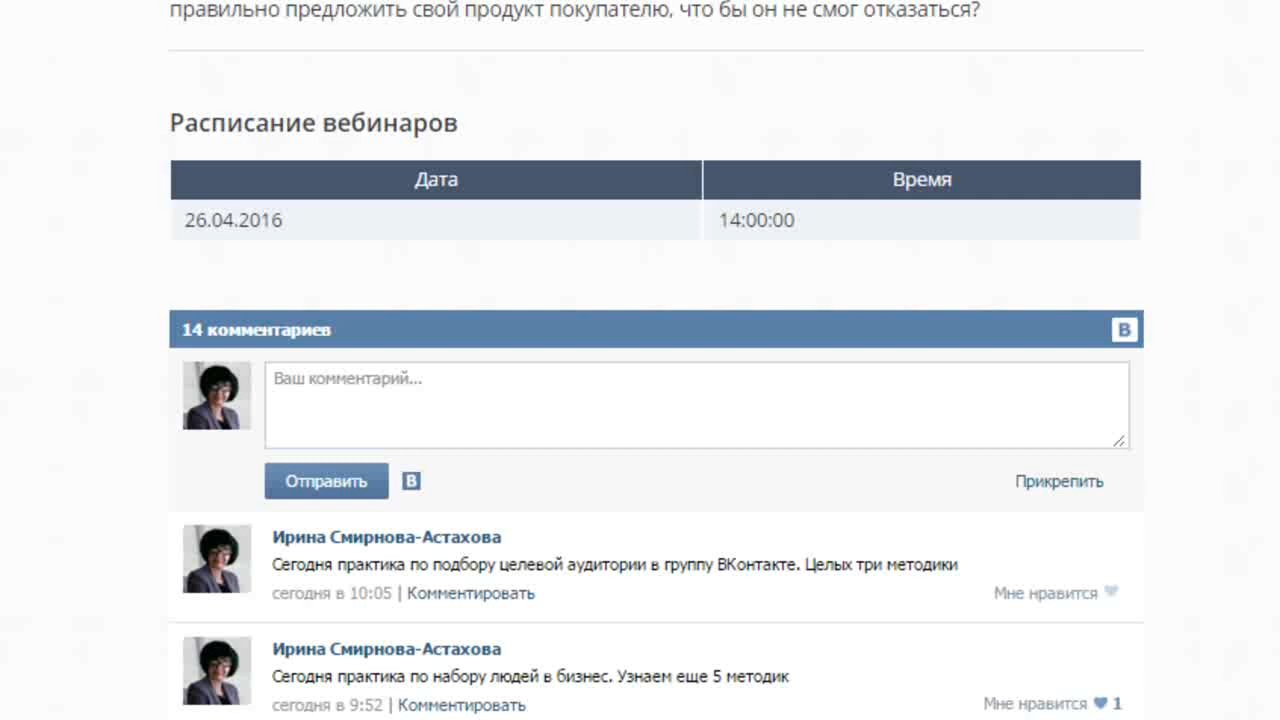 правильно предложить свой продукт покупателю, что бы он не смог отказаться?
Расписание вебинаров
Дата Время
26.04.2016 14:00:00
14 комментариев B
Ваш комментарий...
Отправить B Прикрепить
Ирина Смирнова-Астахова
Сегодня практика по подбору целевой аудитории в группу ВКонтакте. Целых три методики
сегодня в 10:05 | Комментировать Мне нравится
Ирина Смирнова-Астахова
Сегодня практика по набору людей в бизнес. Узнаем еще 5 методик
сегодня в 9:52 | Комментировать Мне нравится 1